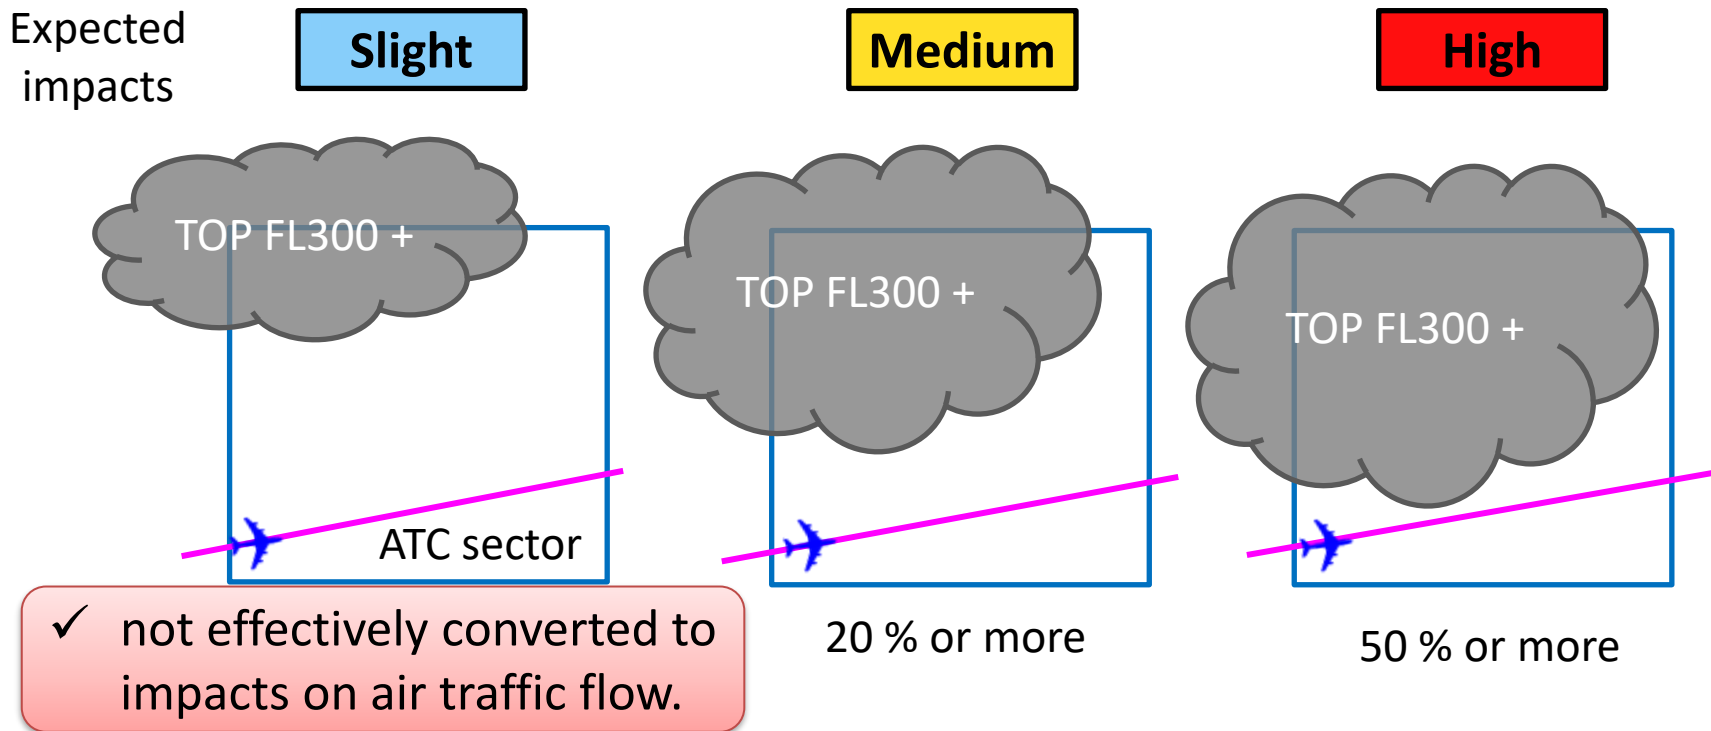 Expected
impacts
Slight
Medium
High
TOP FL300 +
TOP FL300 +
TOP FL300 +
ATC sector
✓ not effectively converted to
impacts on air traffic flow.
20 % or more
50 % or more